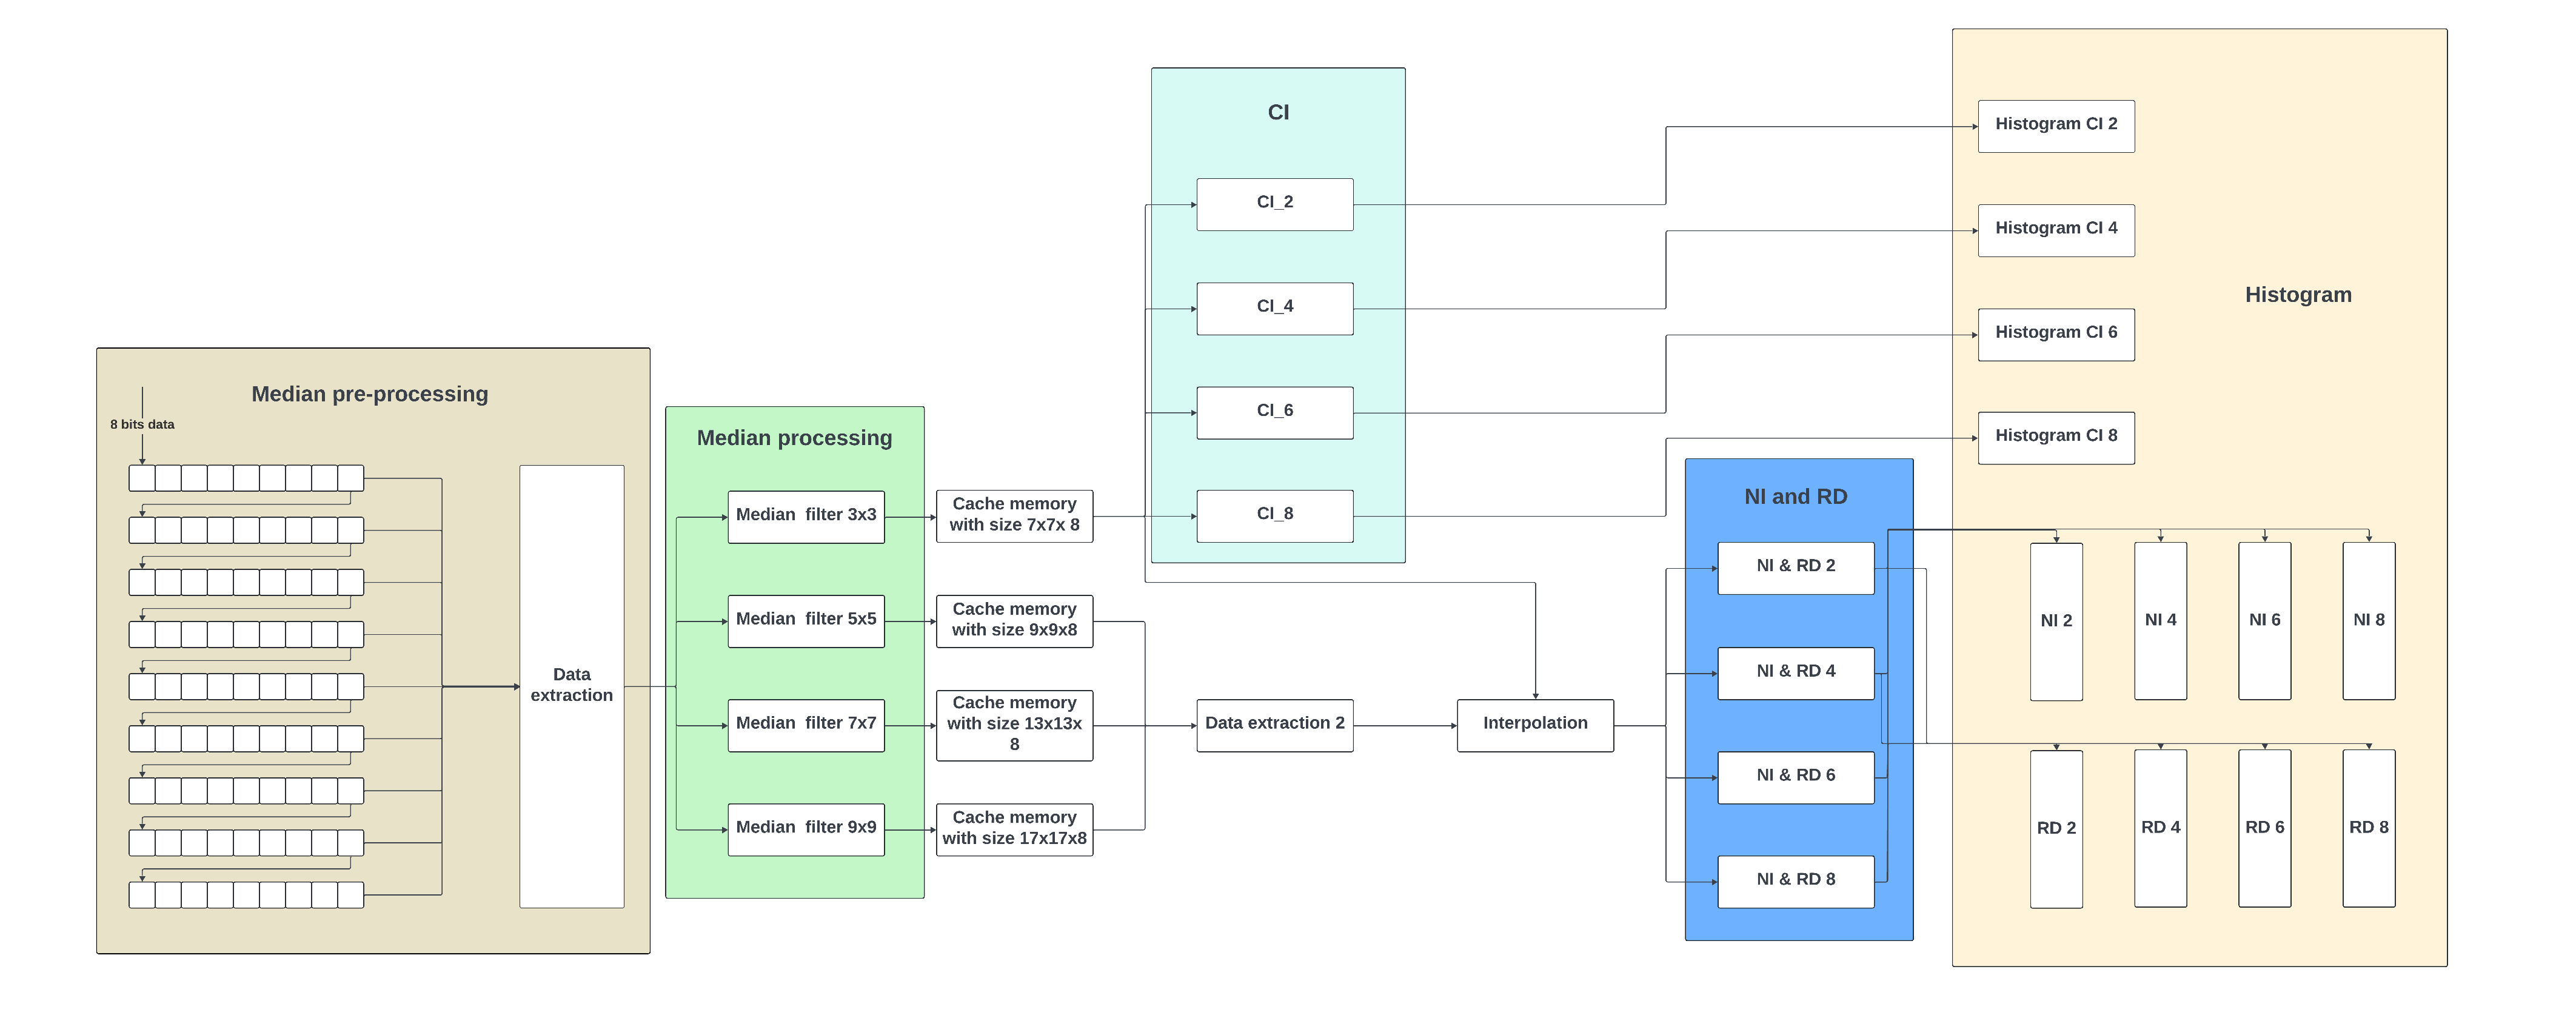 Median pre-processing
8 bits data
Data
extraction
Median processing
Median filter 3x3
Median filter 5x5
Median filter 7x7
Median filter 9x9
Cache memory
with size 7x7x 8
Cache memory
with size 9x9x8
Cache memory
with size 13x13x
8
Cache memory
with size 17x17x8
CI
CI_2
CI_4
CI_6
CI_8
Data extraction 2
Interpolation
NI and RD
NI & RD 2
NI & RD 4
NI & RD 6
NI & RD 8
Histogram
Histogram CI 2
Histogram CI 4
Histogram CI 6
Histogram CI 8
NI 2
NI 4
NI 6
NI 8
RD 2
RD 4
RD 6
RD 8